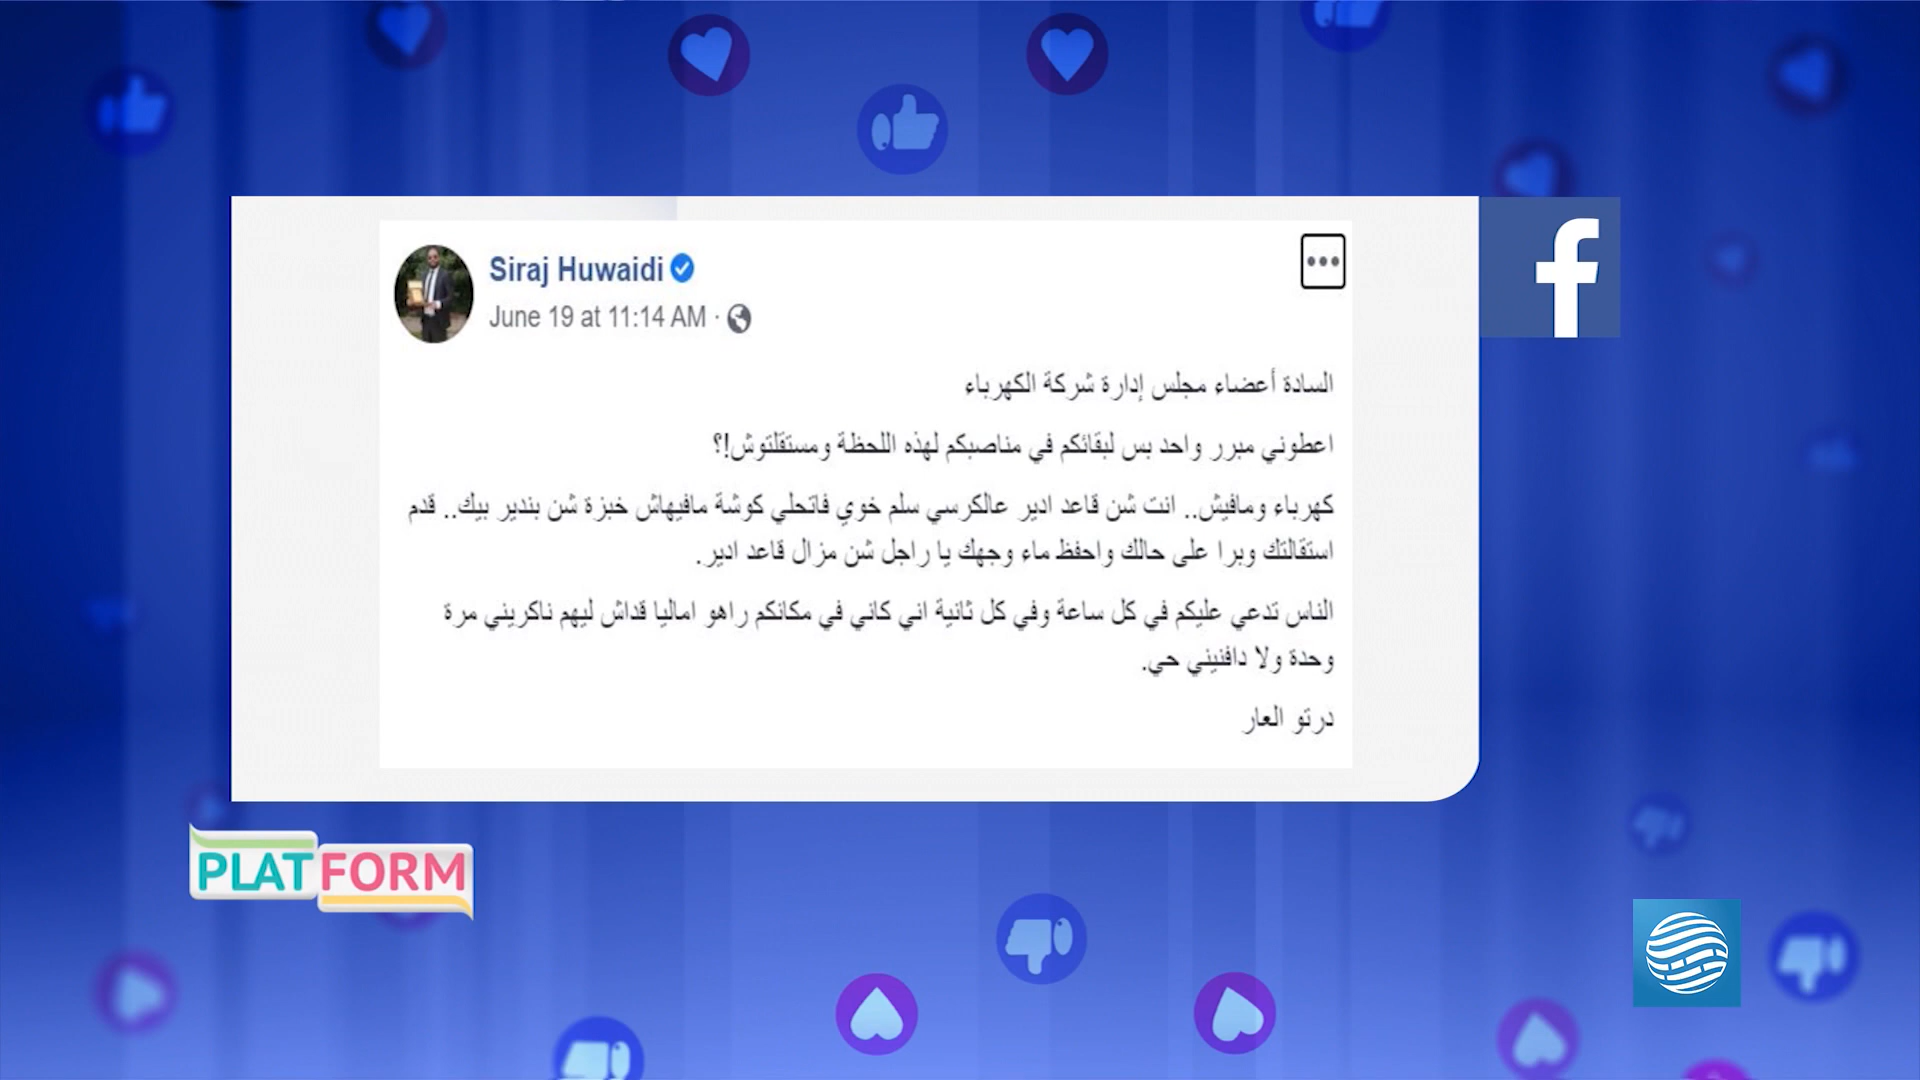 Siraj Huwaidi
June 19 at 11:14 AM ·
السادة أعضاء مجلس إدارة شركة الكهرباء
اعطوني مبرر واحد بس لبقائكم في مناصبكم لهذه اللحظة ومستقلتوش!؟
كهرباء ومافيش.. انت شن قاعد ادير عالكرسي سلم خوي فاتحلي كوشة مافيهاش خبزة شن بندير بيك.. قدم
استقالتك وبرا على حالك واحفظ ماء وجهك يا راجل شن مزال قاعد ادير.
الناس تدعي عليكم في كل ساعة وفي كل ثانية اني كاني في مكانكم راهو اماليا قداش ليهم ناكريني مرة
وحدة ولا دافنيني حي.
درتو العار
PLATFORM